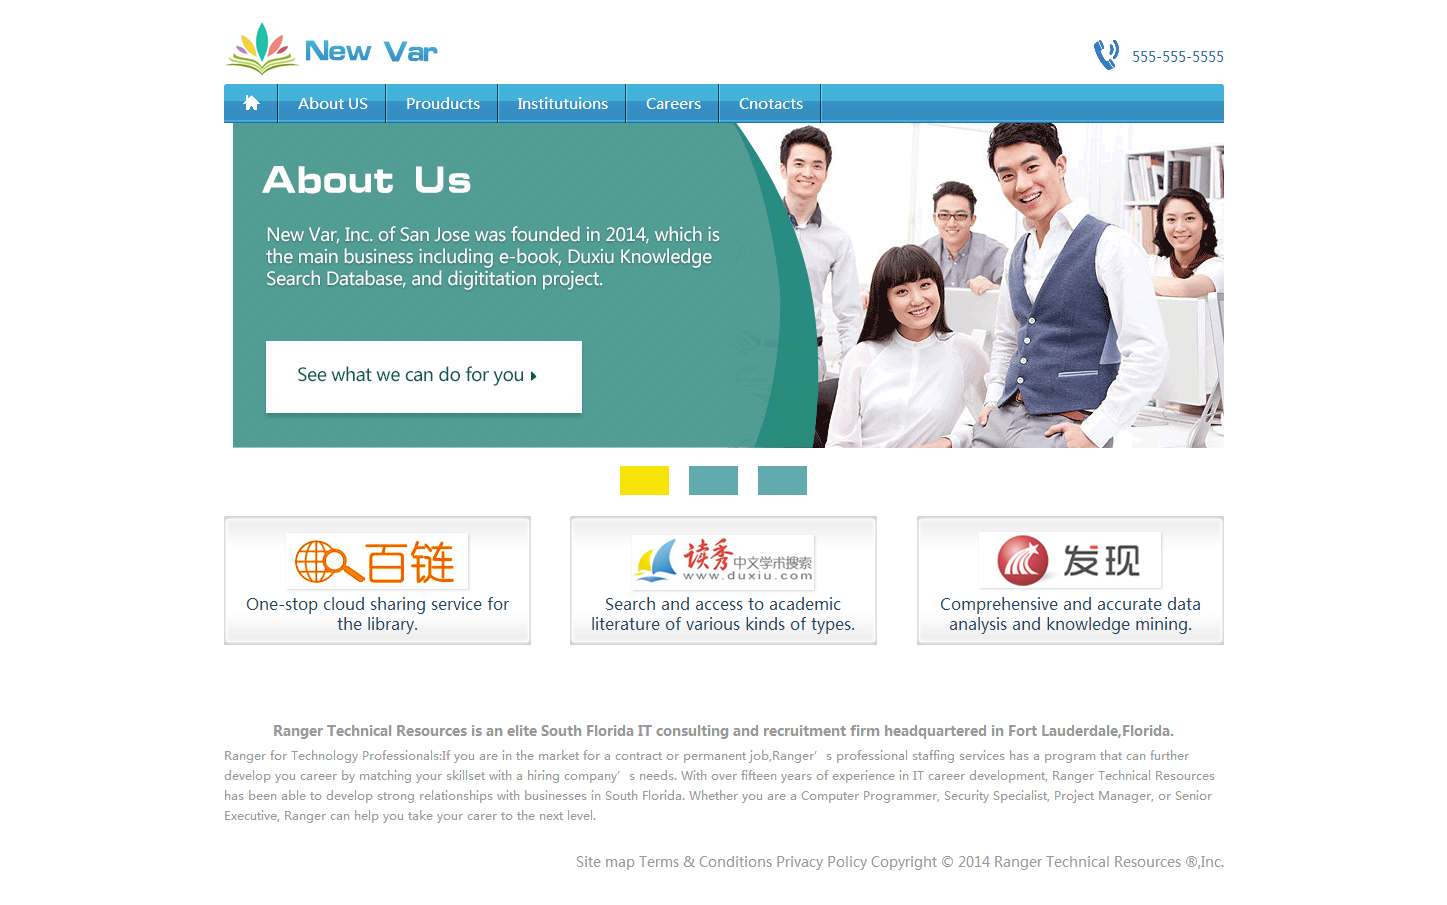 New Var
555-555-5555
About US Prouducts Institutuions Careers Cnotacts
About Us
New Var, Inc. of San Jose was founded in 2014, which is
the main business including e-book, Duxiu Knowledge
Search Database, and digititation project.
See what we can do for you
百链
One-stop cloud sharing service for
the library.
读秀中文学术搜索
www.duxiu.com
Search and access to academic
literature of various kinds of types.
发现
Comprehensive and accurate data
analysis and knowledge mining.
Ranger Technical Resources is an elite South Florida IT consulting and recruitment firm headquartered in Fort Lauderdale,Florida.
Ranger for Technology Professionals:If you are in the market for a contract or permanent job,Ranger’s professional staffing services has a program that can further
develop you career by matching your skillset with a hiring company’s needs. With over fifteen years of experience in IT career development, Ranger Technical Resources
has been able to develop strong relationships with businesses in South Florida. Whether you are a Computer Programmer, Security Specialist, Project Manager, or Senior
Executive, Ranger can help you take your carer to the next level.
Site map Terms & Conditions Privacy Policy Copyright © 2014 Ranger Technical Resources ®,Inc.